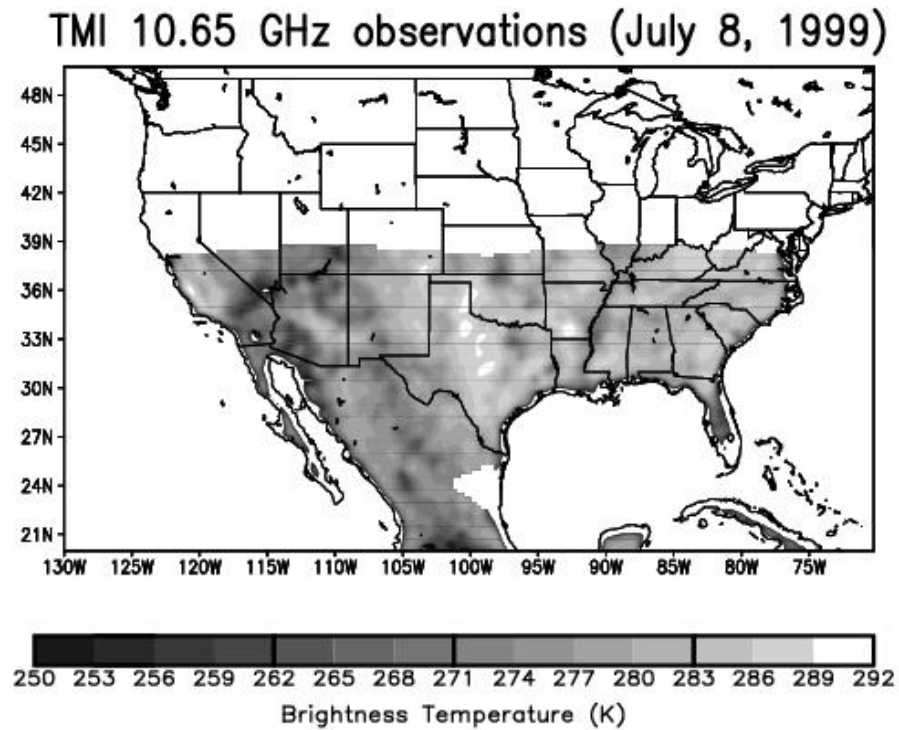 TMI 10.65 GHz observations (July 8, 1999)
48N
45N
42N
39N
36N
33N
30N
27N
24N
21N
130W 125W 120W 115W 110W 105W 100W 95W 90W 85W 80W 75W
250 253 256 259 262 265 268 271 274 277 280 283 286 289 292
Brightness Temperature (K)